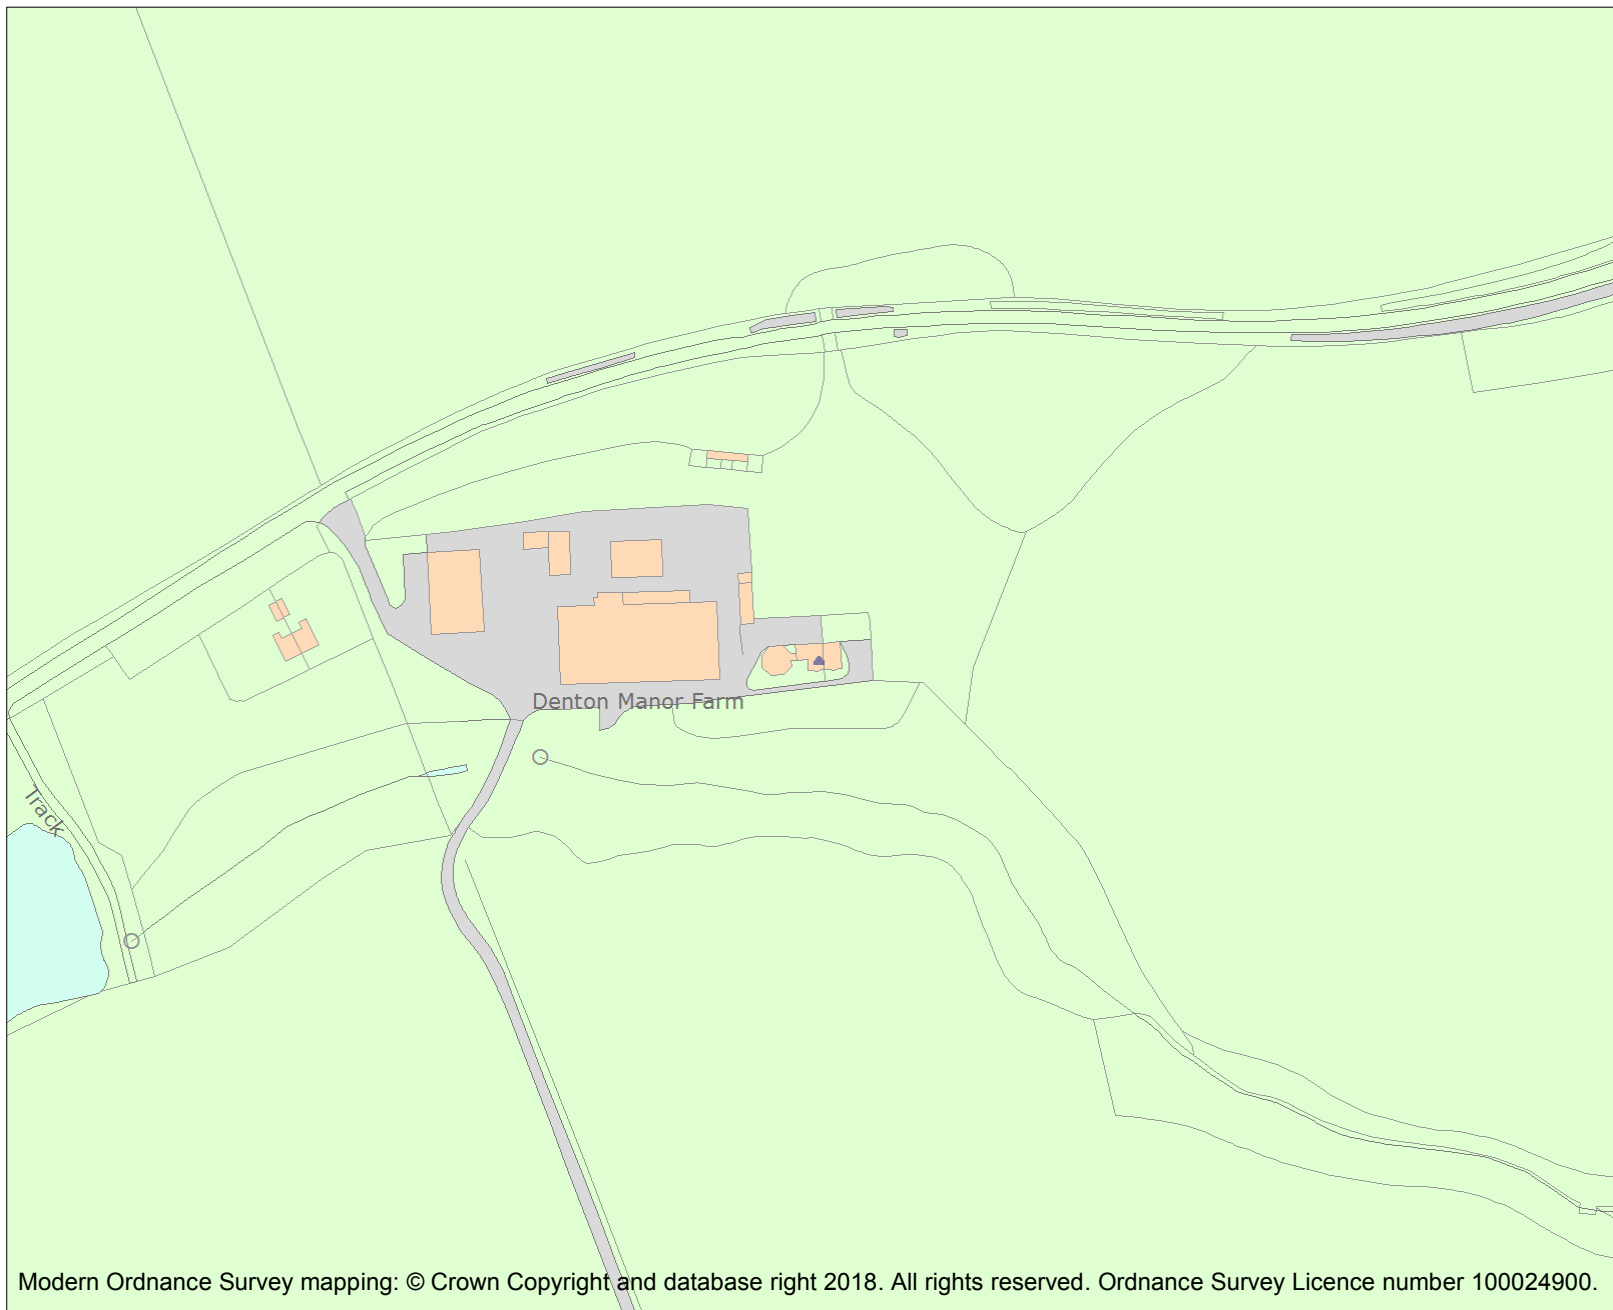 Denton Manor Farm
Track
Modern Ordnance Survey mapping: © Crown Copyright and database right 2018. All rights reserved. Ordnance Survey Licence number 100024900.